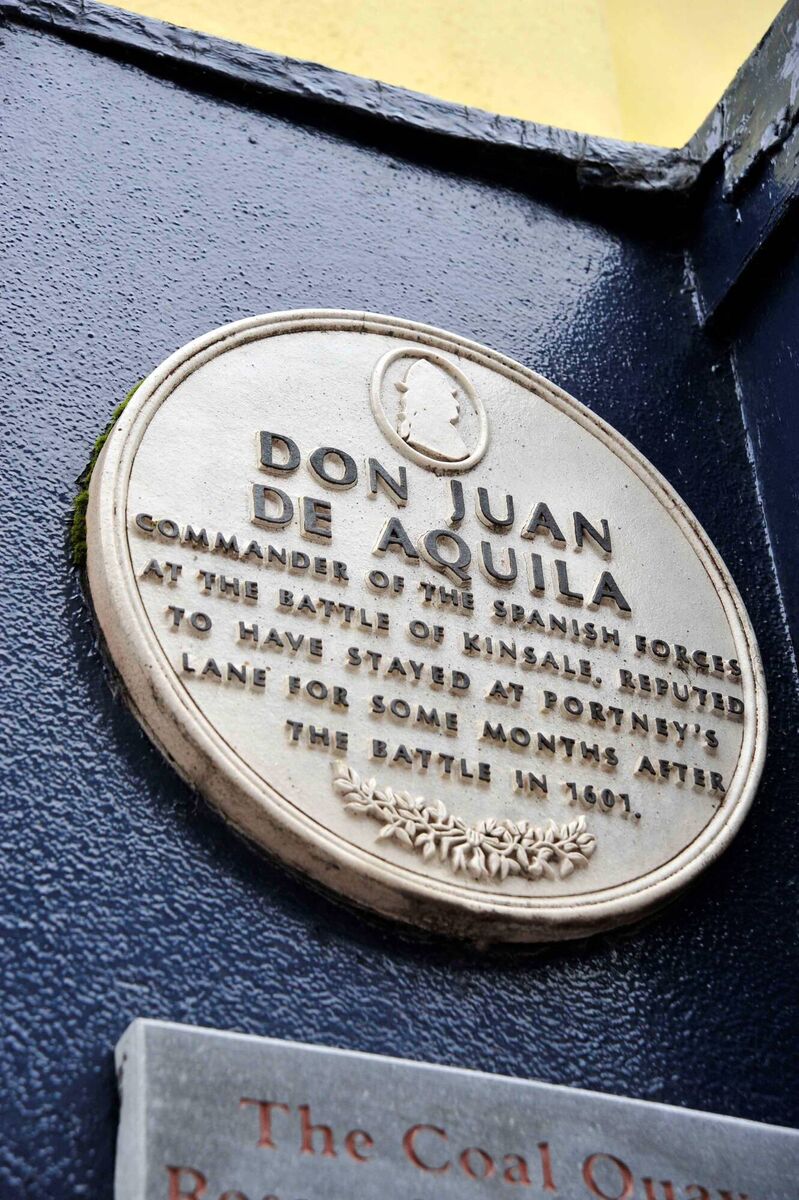 DON JUAN
DE AQUILA
COMMANDER OF THE SPANISH FORCES
AT THE BATTLE OF KINSALE, REPUTED
TO HAVE STAYED AT PORTNEY'S
LANE FOR SOME MONTHS AFTER
THE BATTLE IN 1601.
The Coal Quay